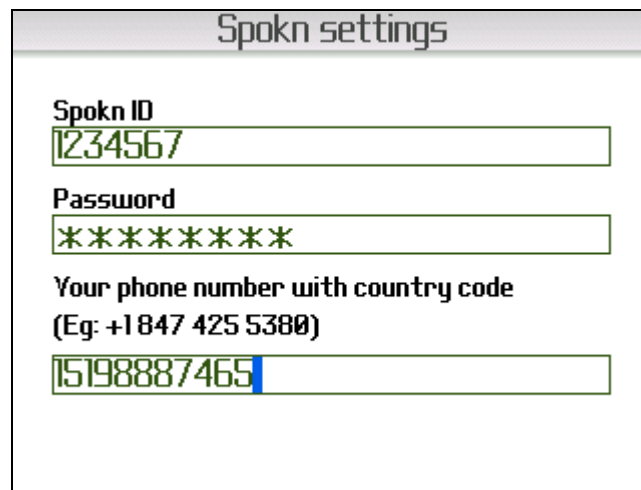 Spokn settings
Spokn ID
1234567
Password
********
Your phone number with country code
(Eg: +1 847 425 5380)
15198887465